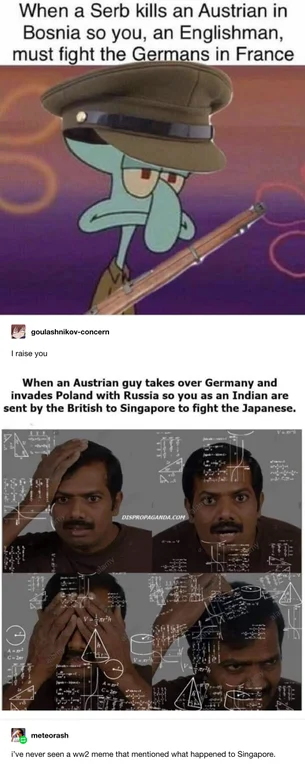 When a Serb kills an Austrian in
Bosnia so you, an Englishman,
must fight the Germans in France
goulashnikov-concern
I raise you
When an Austrian guy takes over Germany and
invades Poland with Russia so you as an Indian are
sent by the British to Singapore to fight the Japanese.
DISPROPAGANDA.COM
meteorash
i've never seen a ww2 meme that mentioned what happened to Singapore.